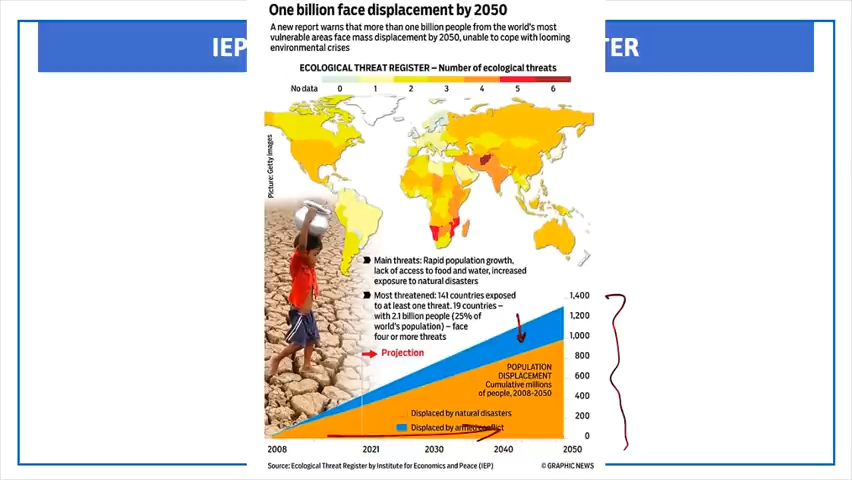 One billion face displacement by 2050
A new report warns that more than one billion people from the world's most
vulnerable areas face mass displacement by 2050, unable to cope with looming
environmental crises
IEP
TER
ECOLOGICAL THREAT REGISTER – Number of ecological threats
No data 0 1 2 3 4 5 6
Picture: Getty Images
Main threats: Rapid population growth,
lack of access to food and water, increased
exposure to natural disasters
Most threatened: 141 countries exposed
to at least one threat. 19 countries –
with 2.1 billion people (25% of
world's population) – face
four or more threats
Projection
1,400
1,200
1,000
800
600
400
200
0
POPULATION
DISPLACEMENT
Cumulative millions
of people, 2008-2050
Displaced by natural disasters
Displaced by armed conflict
2008 2021 2030 2040 2050
Source: Ecological Threat Register by Institute for Economics and Peace (IEP)
© GRAPHIC NEWS